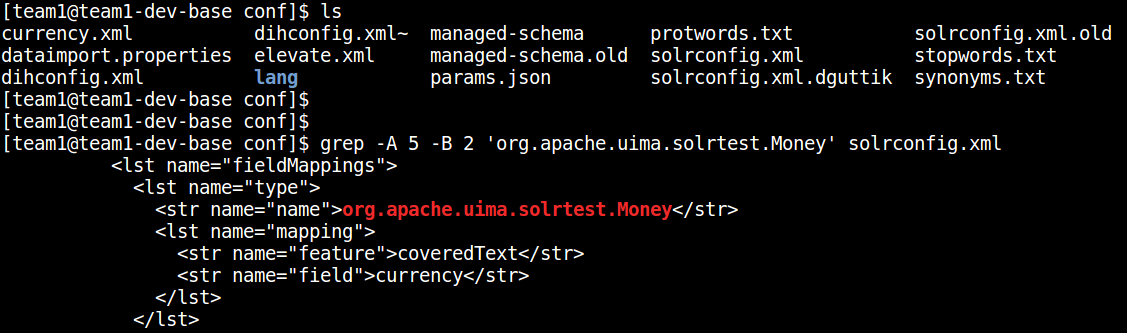 [team1@team1-dev-base conf]$ ls
currency.xml           dihconfig.xml~  managed-schema      protwords.txt           solrconfig.xml.old
dataimport.properties  elevate.xml     managed-schema.old  solrconfig.xml          stopwords.txt
dihconfig.xml          lang            params.json         solrconfig.xml.dguttik  synonyms.txt
[team1@team1-dev-base conf]$
[team1@team1-dev-base conf]$
[team1@team1-dev-base conf]$ grep -A 5 -B 2 'org.apache.uima.solrtest.Money' solrconfig.xml
          <lst name="fieldMappings">
            <lst name="type">
              <str name="name">org.apache.uima.solrtest.Money</str>
              <lst name="mapping">
                <str name="feature">coveredText</str>
                <str name="field">currency</str>
              </lst>
            </lst>